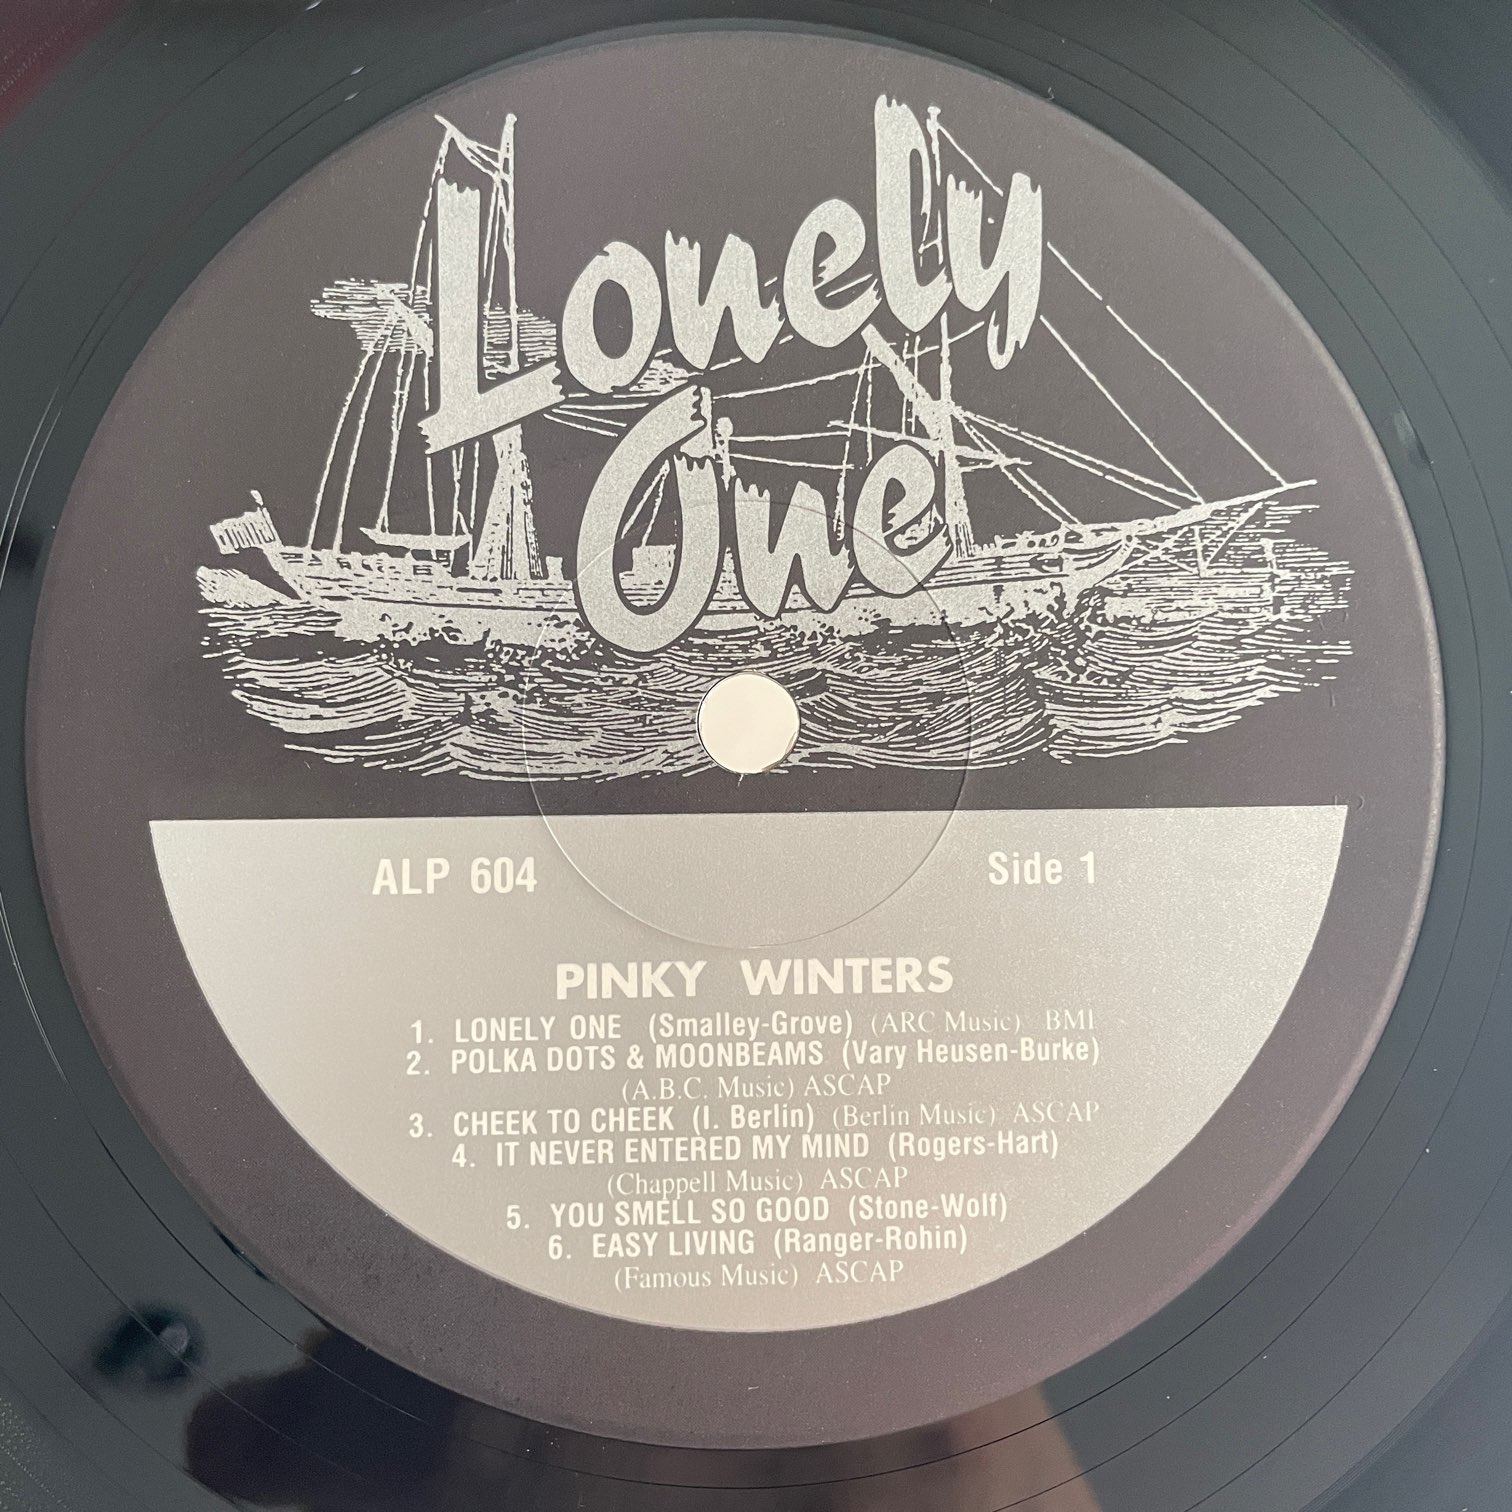 Lonely
One
ALP 604
Side 1
PINKY WINTERS
1. LONELY ONE (Smalley-Grove) (ARC Music) BMI
2. POLKA DOTS & MOONBEAMS (Vary Heusen-Burke)
(A.B.C. Music) ASCAP
3. CHEEK TO CHEEK (I. Berlin) (Berlin Music) ASCAP
4. IT NEVER ENTERED MY MIND (Rogers-Hart)
(Chappell Music) ASCAP
5. YOU SMELL SO GOOD (Stone-Wolf)
6. EASY LIVING (Ranger-Rohin)
(Famous Music) ASCAP